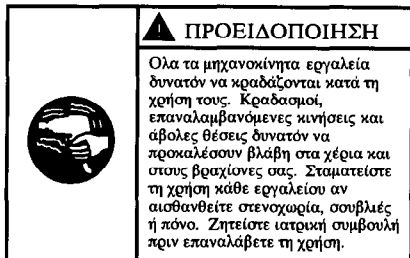 ΠΡΟΕΙΔΟΠΟΙΗΣΗ
Ολα τα μηχανοκίνητα εργαλεία
δυνατόν να κραδάζονται κατά τη
χρήση τους. Κραδασμοί,
επαναλαμβανόμενες κινήσεις και
άβολες θέσεις δυνατόν να
προκαλέσουν βλάβη στα χέρια και
στους βραχίονες σας. Σταματείστε
τη χρήση κάθε εργαλείου αν
αισθανθείτε στενοχωρία, σουβλιές
ή πόνο. Ζητείστε ιατρική συμβουλή
πριν επαναλάβετε τη χρήση.